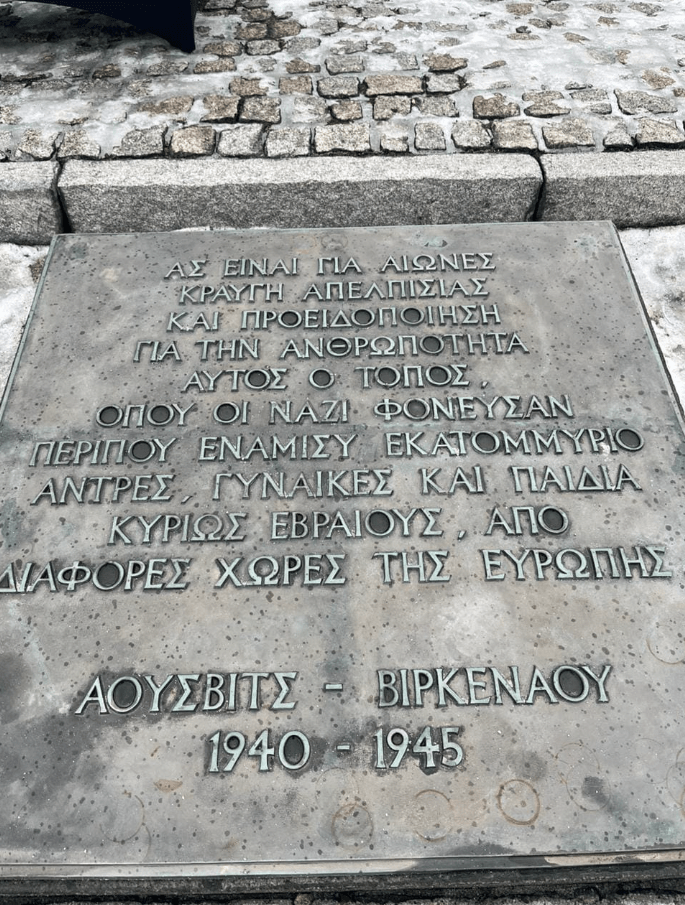 ΑΣ ΕΙΝΑΙ ΓΙΑ ΑΙΩΝΕΣ
ΚΡΑΥΓΗ ΑΠΕΛΠΙΣΙΑΣ
ΚΑΙ ΠΡΟΕΙΔΟΠΟΙΗΣΗ
ΓΙΑ ΤΗΝ ΑΝΘΡΩΠΟΤΗΤΑ
ΑΥΤΟΣ Ο ΤΟΠΟΣ,
ΟΠΟΥ ΟΙ ΝΑΖΙ ΦΟΝΕΥΣΑΝ
ΠΕΡΙΠΟΥ ΕΝΑΜΙΣΥ ΕΚΑΤΟΜΜΥΡΙΟ
ΑΝΤΡΕΣ, ΓΥΝΑΙΚΕΣ ΚΑΙ ΠΑΙΔΙΑ
ΚΥΡΙΩΣ ΕΒΡΑΙΟΥΣ, ΑΠΟ
ΔΙΑΦΟΡΕΣ ΧΩΡΕΣ ΤΗΣ ΕΥΡΩΠΗΣ,
ΑΟΥΣΒΙΤΣ - ΒΙΡΚΕΝΑΟΥ
1940 - 1945